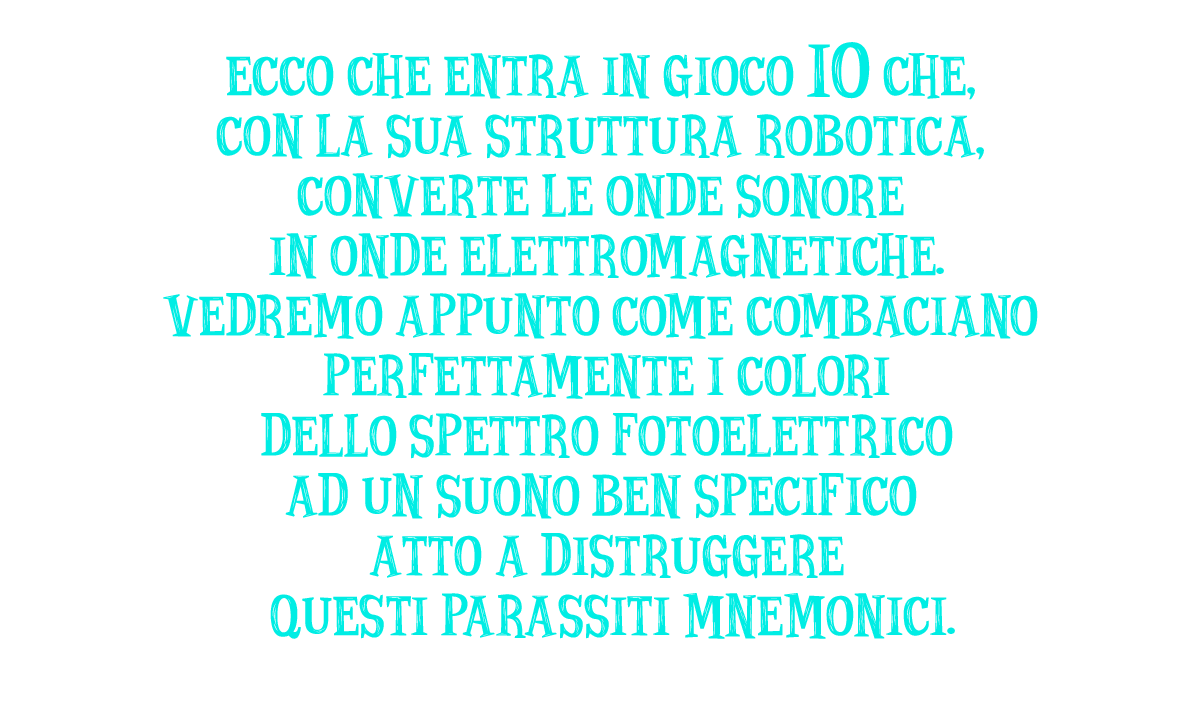 ECCO CHE ENTRA IN GIOCO IO CHE,
CON LA SUA STRUTTURA ROBOTICA,
CONVERTE LE ONDE SONORE
IN ONDE ELETTROMAGNETICHE.
VEDREMO APPUNTO COME COMBACIANO
PERFETTAMENTE I COLORI
DELLO SPETTRO FOTOELETTRICO
AD UN SUONO BEN SPECIFICO
ATTO A DISTRUGGERE
QUESTI PARASSITI MNEMONICI.